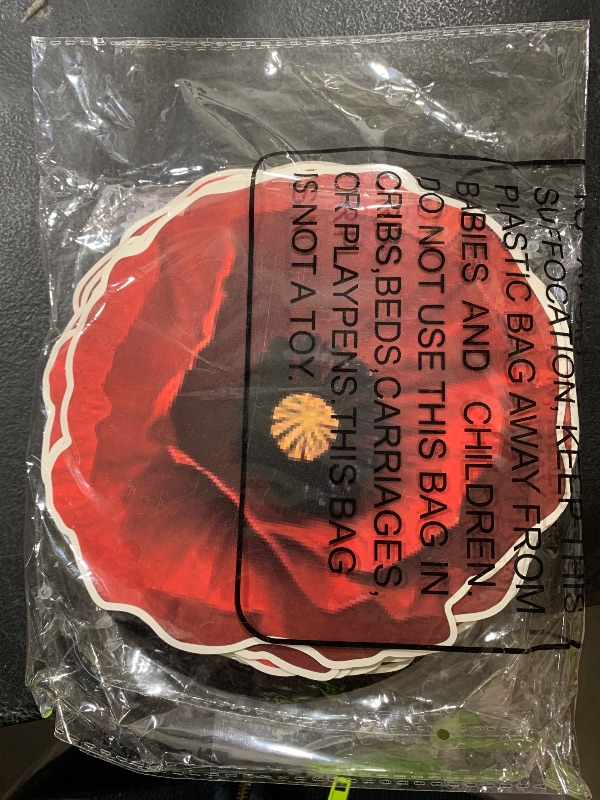 SUFFOCATION, KEEP THIS
PLASTIC BAG AWAY FROM
BABIES AND CHILDREN.
DO NOT USE THIS BAG IN
CRIBS,BEDS,CARRIAGES,
OR PLAYPENS.THIS BAG
IS NOT A TOY.